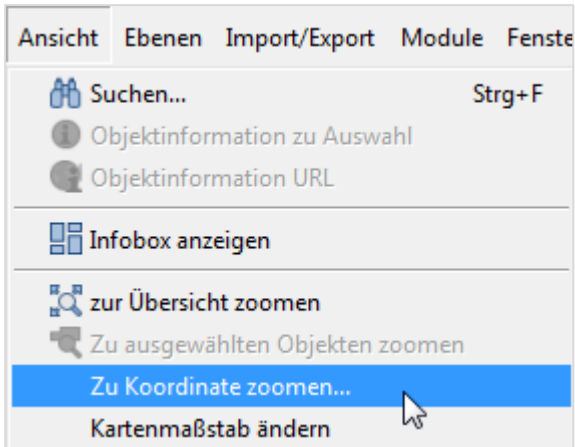 Ansicht Ebenen Import/Export Module Fenste
Suchen... Strg+F
Objektinformation zu Auswahl
Objektinformation URL
Infobox anzeigen
zur Übersicht zoomen
Zu ausgewählten Objekten zoomen
Zu Koordinate zoomen...
Kartenmaßstab ändern